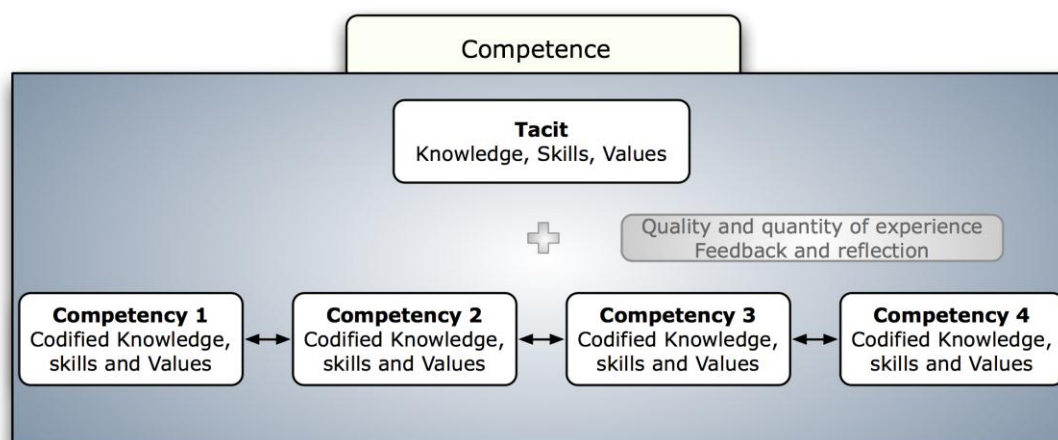 Competence
Tacit
Knowledge, Skills, Values
Quality and quantity of experience
Feedback and reflection
Competency 1
Codified Knowledge,
skills and Values
Competency 2
Codified Knowledge,
skills and Values
Competency 3
Codified Knowledge,
skills and Values
Competency 4
Codified Knowledge,
skills and Values